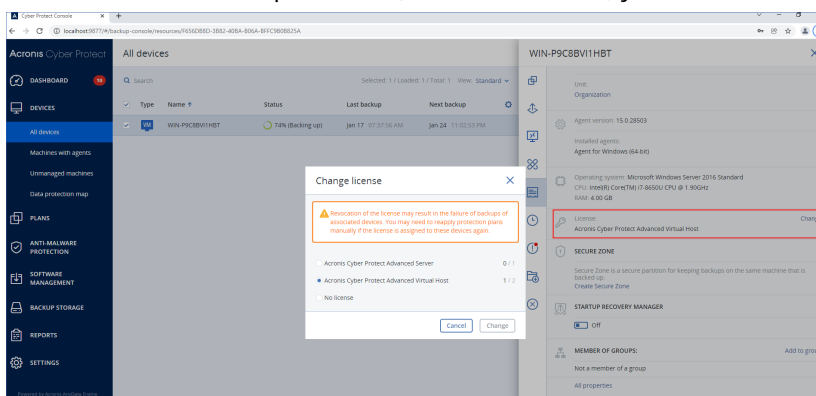 Cyber Protect Console
localhost:9877/#/backup-console/resources/F656D88D-3882-408A-806A-BFFC9B0B825A
Acronis Cyber Protect
All devices
WIN-P9C8BVI1HBT
DASHBOARD 10
DEVICES
All devices
Machines with agents
Unmanaged machines
Data protection map
PLANS
ANTI-MALWARE
PROTECTION
SOFTWARE
MANAGEMENT
BACKUP STORAGE
REPORTS
SETTINGS
Powered by Acronis AnyData Engine
Search
Selected: 1 / Loaded: 1 / Total: 1 View: Standard
Type Name Status Last backup Next backup
VM WIN-P9C8BVI1HBT 74% (Backing up) Jan 17 07:37:56 AM Jan 24 11:02:53 PM
Change license
Revocation of the license may result in the failure of backups of
associated devices. You may need to reapply protection plans
manually if the license is assigned to these devices again.
Acronis Cyber Protect Advanced Server 0 / 1
Acronis Cyber Protect Advanced Virtual Host 1 / 2
No license
Cancel Change
Unit:
Organization
Agent version: 15.0.28503
Installed agents:
Agent for Windows (64-bit)
Operating system: Microsoft Windows Server 2016 Standard
CPU: Intel(R) Core(TM) i7-8650U CPU @ 1.90GHz
RAM: 4.00 GB
License:
Acronis Cyber Protect Advanced Virtual Host
Chang
SECURE ZONE
Secure Zone is a secure partition for keeping backups on the same machine that is
backed up.
Create Secure Zone
STARTUP RECOVERY MANAGER
Off
MEMBER OF GROUPS: Add to grou
Not a member of a group
All properties